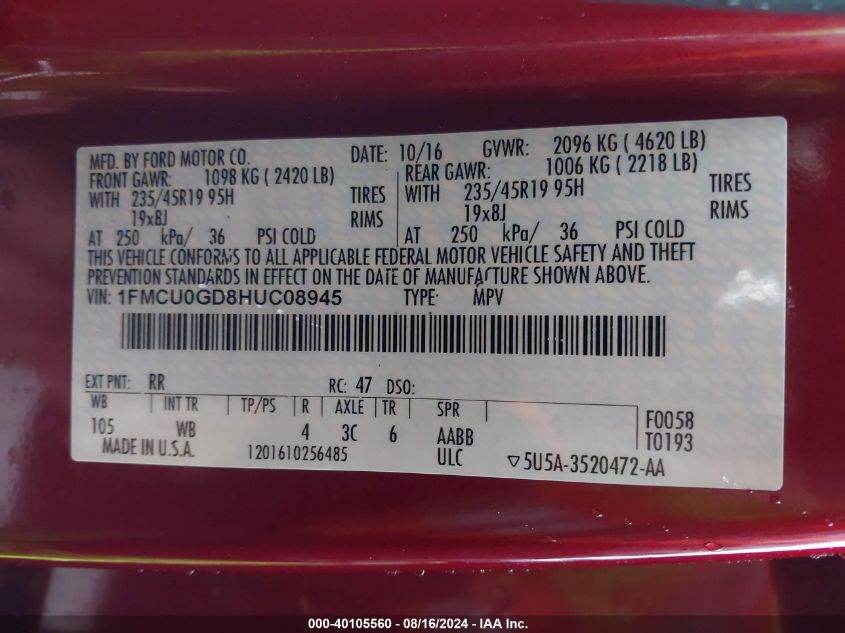 MFD. BY FORD MOTOR CO. DATE: 10/16 GVWR: 2096 KG ( 4620 LB)
FRONT GAWR: 1098 KG ( 2420 LB) REAR GAWR: 1006 KG ( 2218 LB)
WITH 235/45R19 95H TIRES WITH 235/45R19 95H TIRES
19x8J RIMS 19x8J RIMS
AT 250 kPa/ 36 PSI COLD AT 250 kPa/ 36 PSI COLD
THIS VEHICLE CONFORMS TO ALL APPLICABLE FEDERAL MOTOR VEHICLE SAFETY AND THEFT
PREVENTION STANDARDS IN EFFECT ON THE DATE OF MANUFACTURE SHOWN ABOVE.
VIN: 1FMCU0GD8HUC08945 TYPE: MPV
EXT PNT: RR RC: 47 DSO:
WB INT TR TP/PS R AXLE TR SPR
105 WB 4 3C 6 AABB F0058
MADE IN U.S.A. 1201610256485 ULC T0193
▽5U5A-3520472-AA
000-40105560 - 08/16/2024 - IAA Inc.